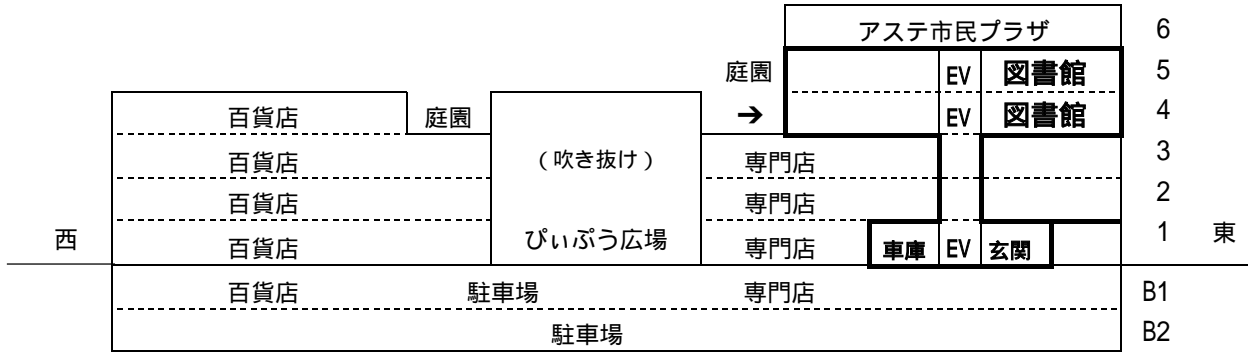 アステ市民プラザ 6
庭園 EV 図書館 5
百貨店 庭園 ➔ EV 図書館 4
百貨店 (吹き抜け) 専門店 3
百貨店 専門店 2
西 百貨店 ぴぃぷう広場 専門店 車庫 EV 玄関 1 東
百貨店 駐車場 専門店 B1
駐車場 B2